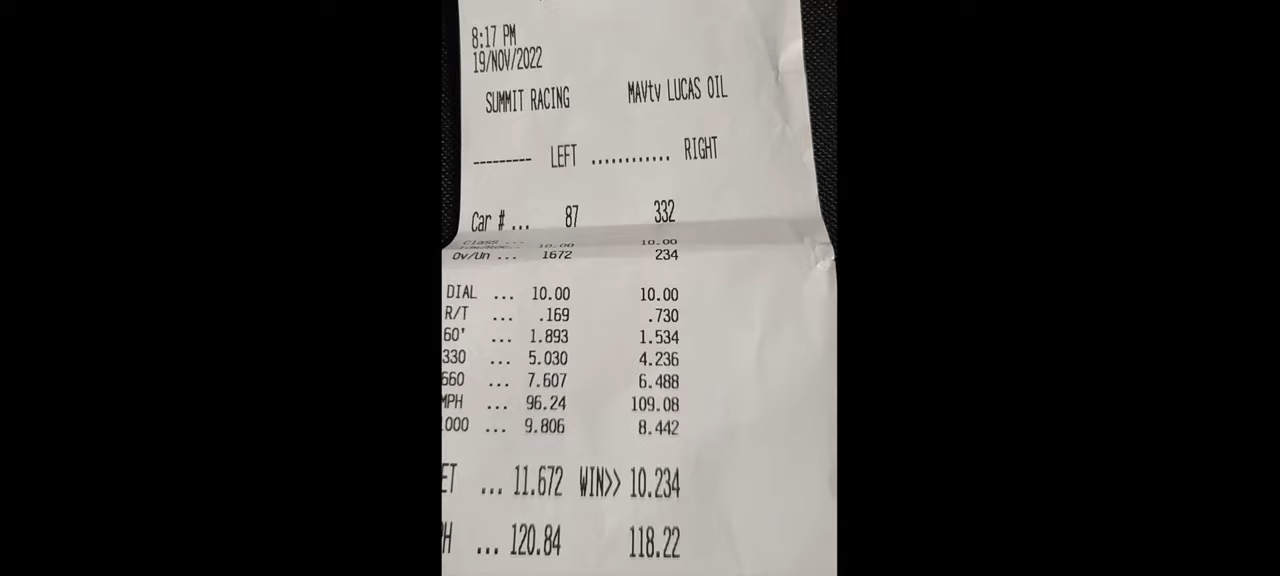 8:17 PM
19/NOV/2022
SUMMIT RACING MAVtv LUCAS OIL
--------- LEFT ............ RIGHT
Car # ... 87 332
Class ...
10.00 10.00
Ov/Un ... 1672 234
DIAL ... 10.00 10.00
R/T ... .169 .730
60' ... 1.893 1.534
330 ... 5.030 4.236
660 ... 7.607 6.488
MPH ... 96.24 109.08
1000 ... 9.806 8.442
ET ... 11.672 WIN>> 10.234
PH ... 120.84 118.22